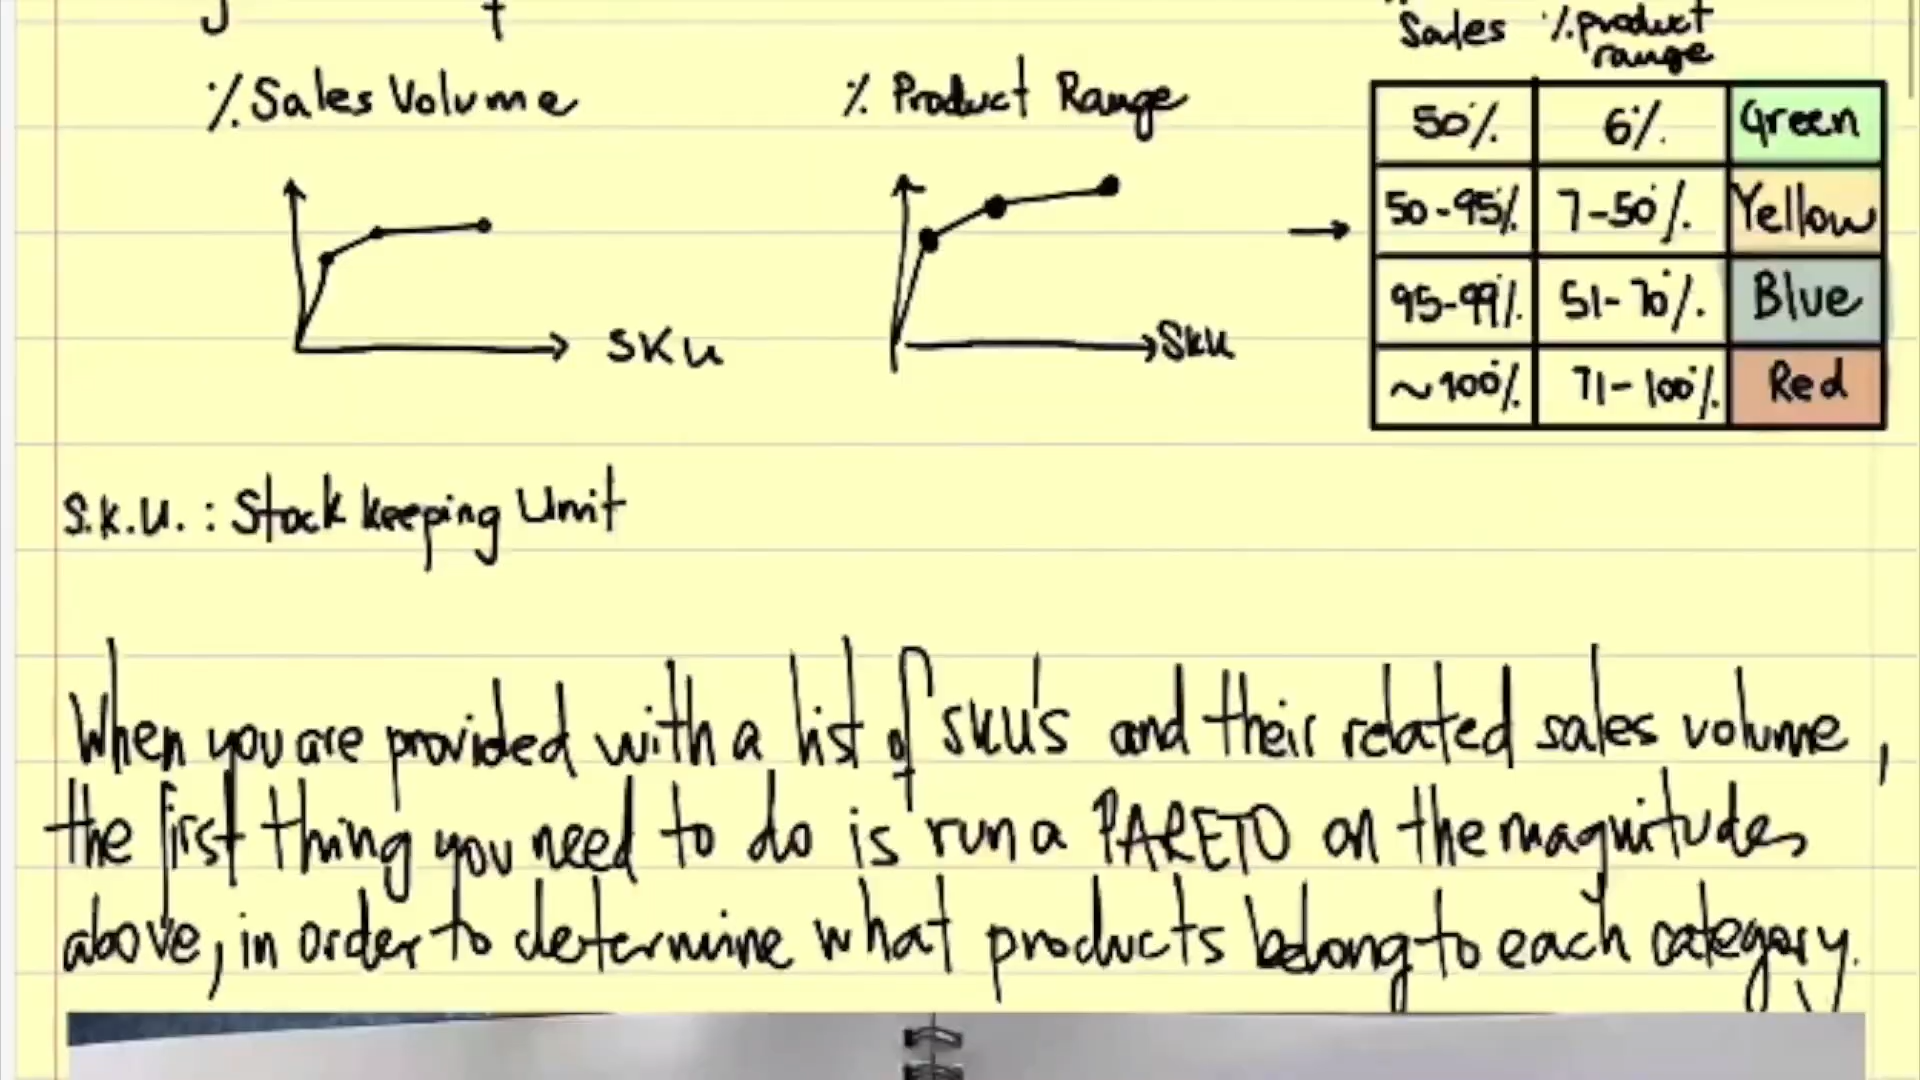 Sales % product
range
% Sales Volume % Product Range
50% 6% Green
50-95% 7-50% Yellow
95-99% 51-70% Blue
~100% 71-100% Red
SKU SKU
S.K.U. : Stock keeping Unit
When you are provided with a list of SKU's and their related sales volume,
the first thing you need to do is run a PARETO on the magnitudes
above, in order to determine what products belong to each category.